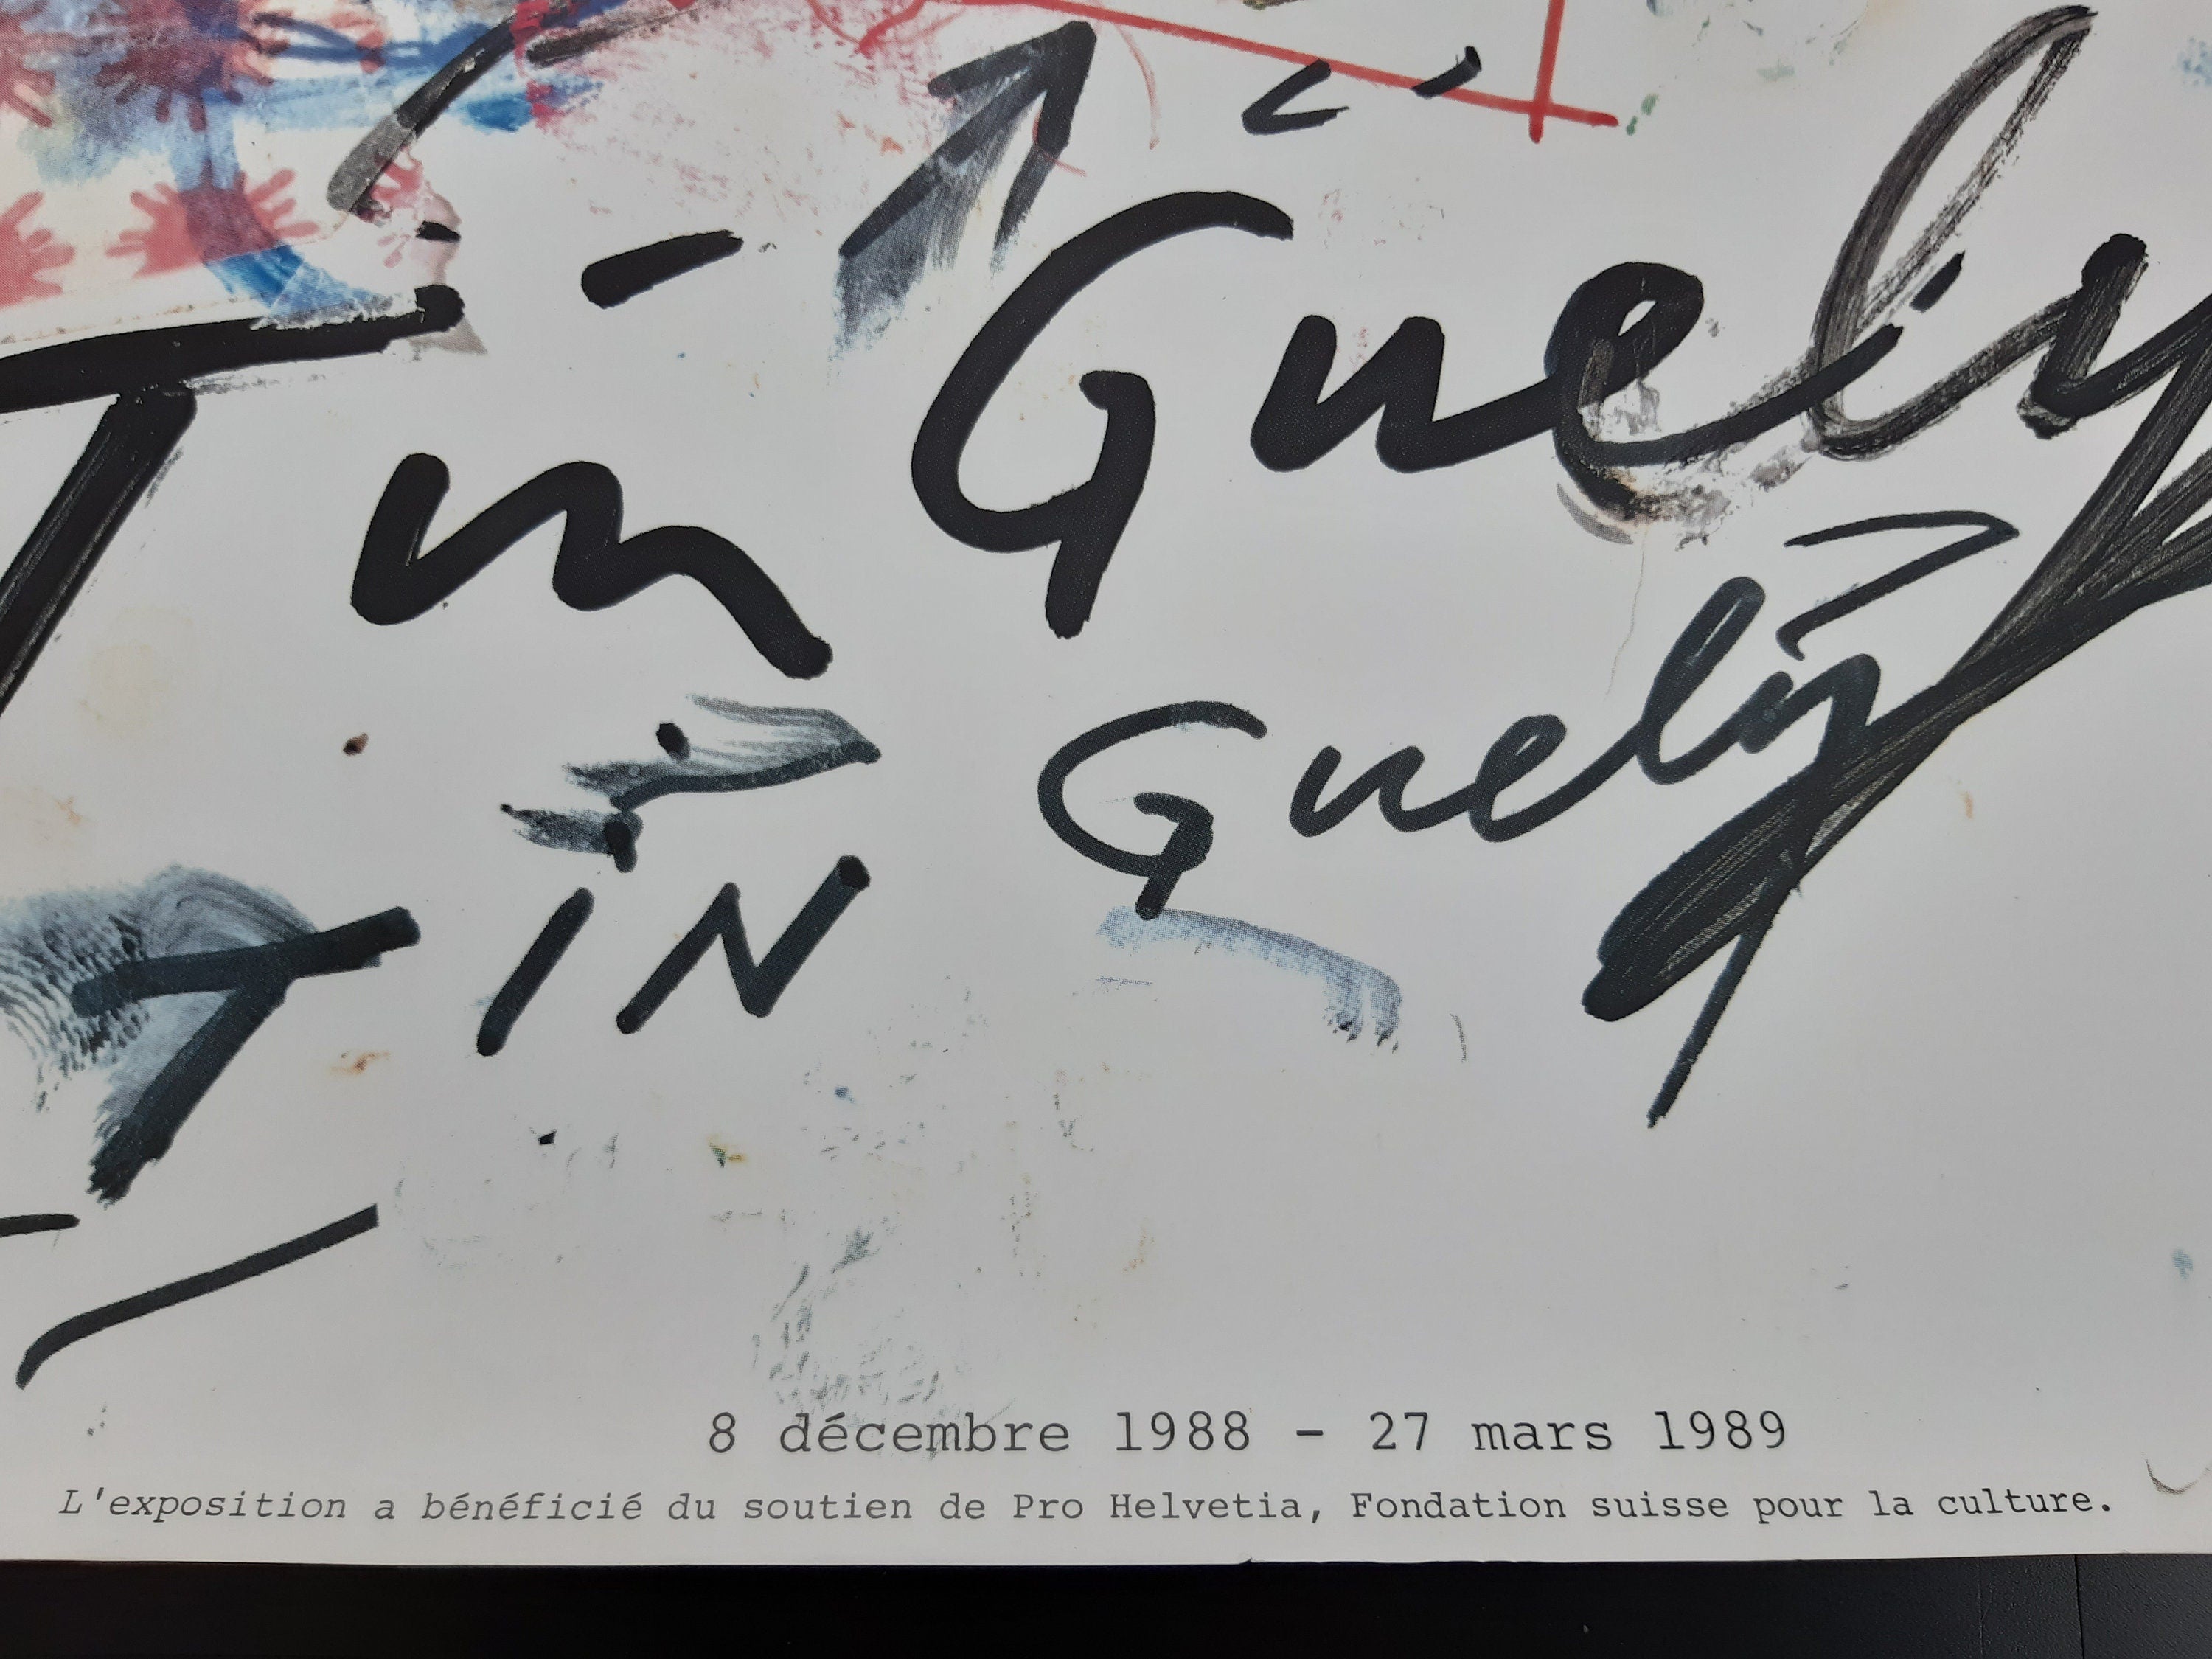 Tin Guely
TIN Guely
8 décembre 1988 - 27 mars 1989
L'exposition a bénéficié du soutien de Pro Helvetia, Fondation suisse pour la culture.